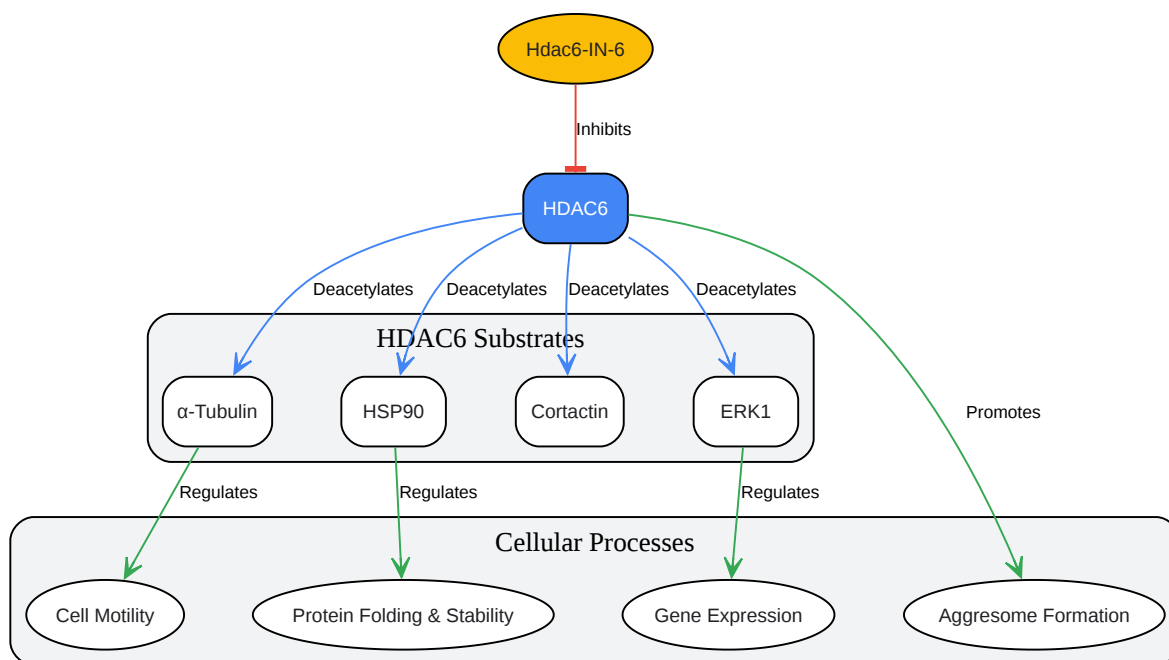 Hdac6-IN-6
Inhibits
HDAC6
Deacetylates
Deacetylates
Deacetylates
Deacetylates
HDAC6 Substrates
α-Tubulin
HSP90
Cortactin
ERK1
Promotes
Regulates
Regulates
Regulates
Cellular Processes
Cell Motility
Protein Folding & Stability
Gene Expression
Aggresome Formation